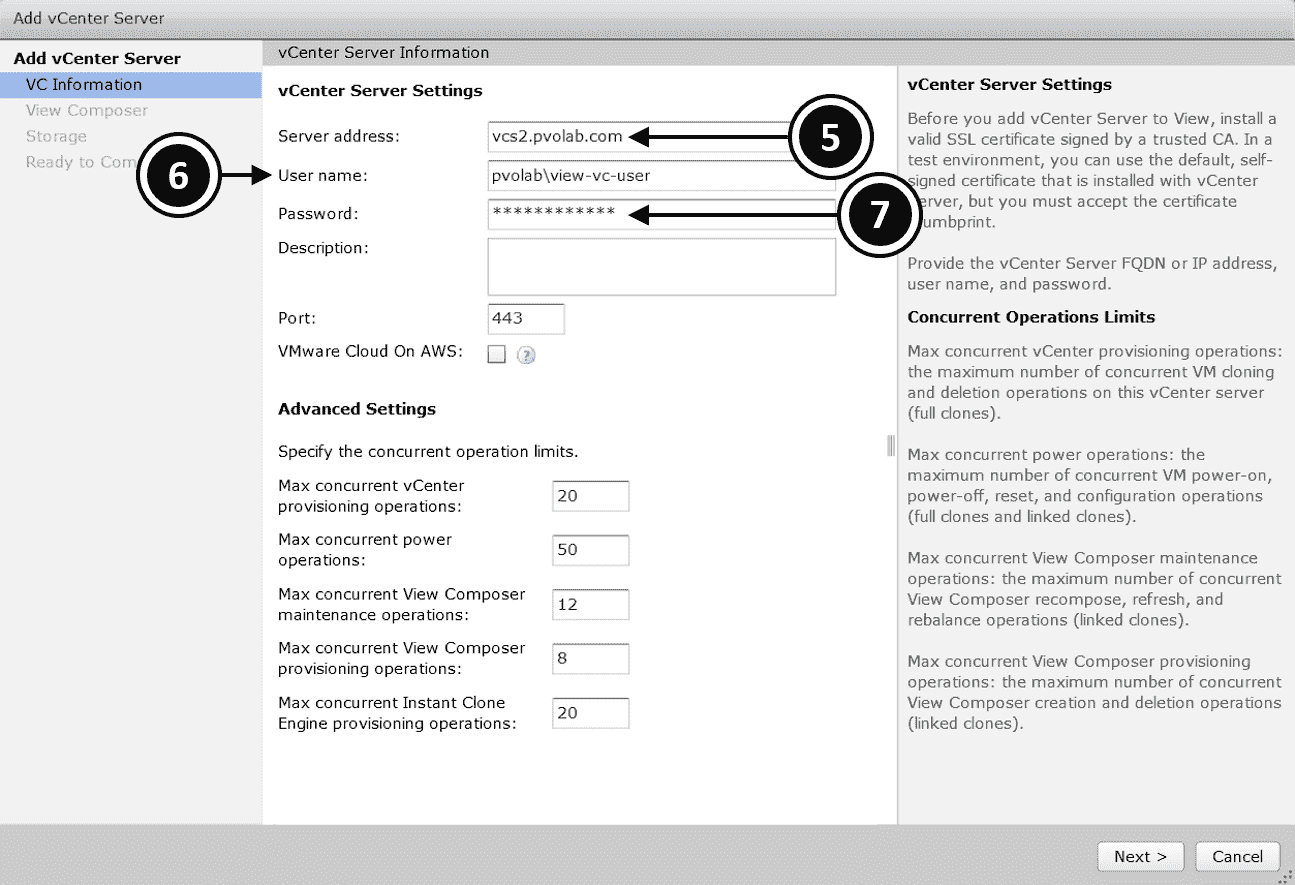 Add vCenter Server
Add vCenter Server
VC Information
View Composer
Storage
Ready to Com
vCenter Server Information
vCenter Server Settings
Server address:
vcs2.pvolab.com
5
6
User name:
pvolab\view-vc-user
Password:
************
7
Description:
Port:
443
VMware Cloud On AWS:
?
Advanced Settings
Specify the concurrent operation limits.
Max concurrent vCenter
provisioning operations:
20
Max concurrent power
operations:
50
Max concurrent View Composer
maintenance operations:
12
Max concurrent View Composer
provisioning operations:
8
Max concurrent Instant Clone
Engine provisioning operations:
20
vCenter Server Settings
Before you add vCenter Server to View, install a
valid SSL certificate signed by a trusted CA. In a
test environment, you can use the default, self-
signed certificate that is installed with vCenter
erver, but you must accept the certificate
umbprint.
Provide the vCenter Server FQDN or IP address,
user name, and password.
Concurrent Operations Limits
Max concurrent vCenter provisioning operations:
the maximum number of concurrent VM cloning
and deletion operations on this vCenter server
(full clones).
Max concurrent power operations: the
maximum number of concurrent VM power-on,
power-off, reset, and configuration operations
(full clones and linked clones).
Max concurrent View Composer maintenance
operations: the maximum number of concurrent
View Composer recompose, refresh, and
rebalance operations (linked clones).
Max concurrent View Composer provisioning
operations: the maximum number of concurrent
View Composer creation and deletion operations
(linked clones).
Next >
Cancel